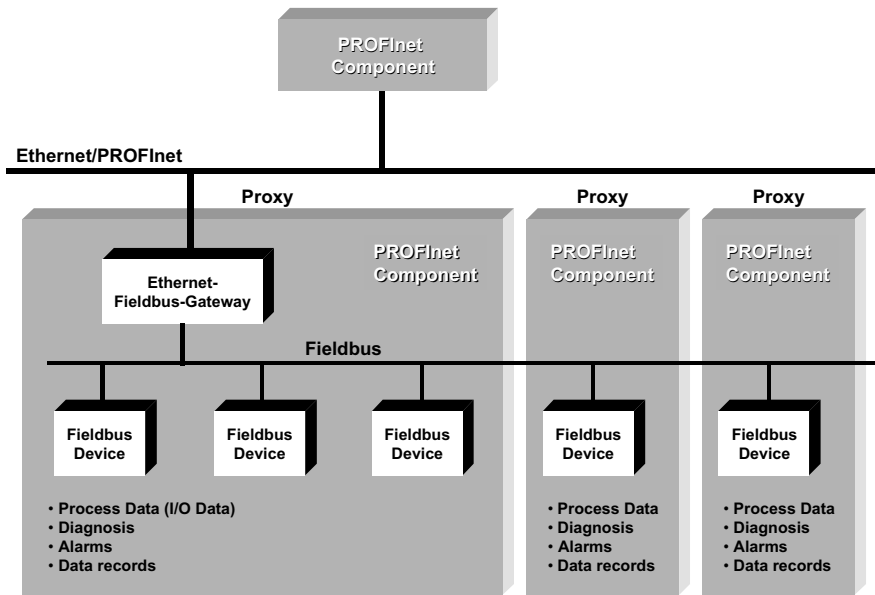 PROFInet
Component
Ethernet/PROFInet
Proxy
Proxy
Proxy
PROFInet
Component
PROFInet
Component
PROFInet
Component
Ethernet-
Fieldbus-Gateway
Fieldbus
Fieldbus
Device
Fieldbus
Device
Fieldbus
Device
Fieldbus
Device
Fieldbus
Device
• Process Data (I/O Data)
• Diagnosis
• Alarms
• Data records
• Process Data
• Diagnosis
• Alarms
• Data records
• Process Data
• Diagnosis
• Alarms
• Data records